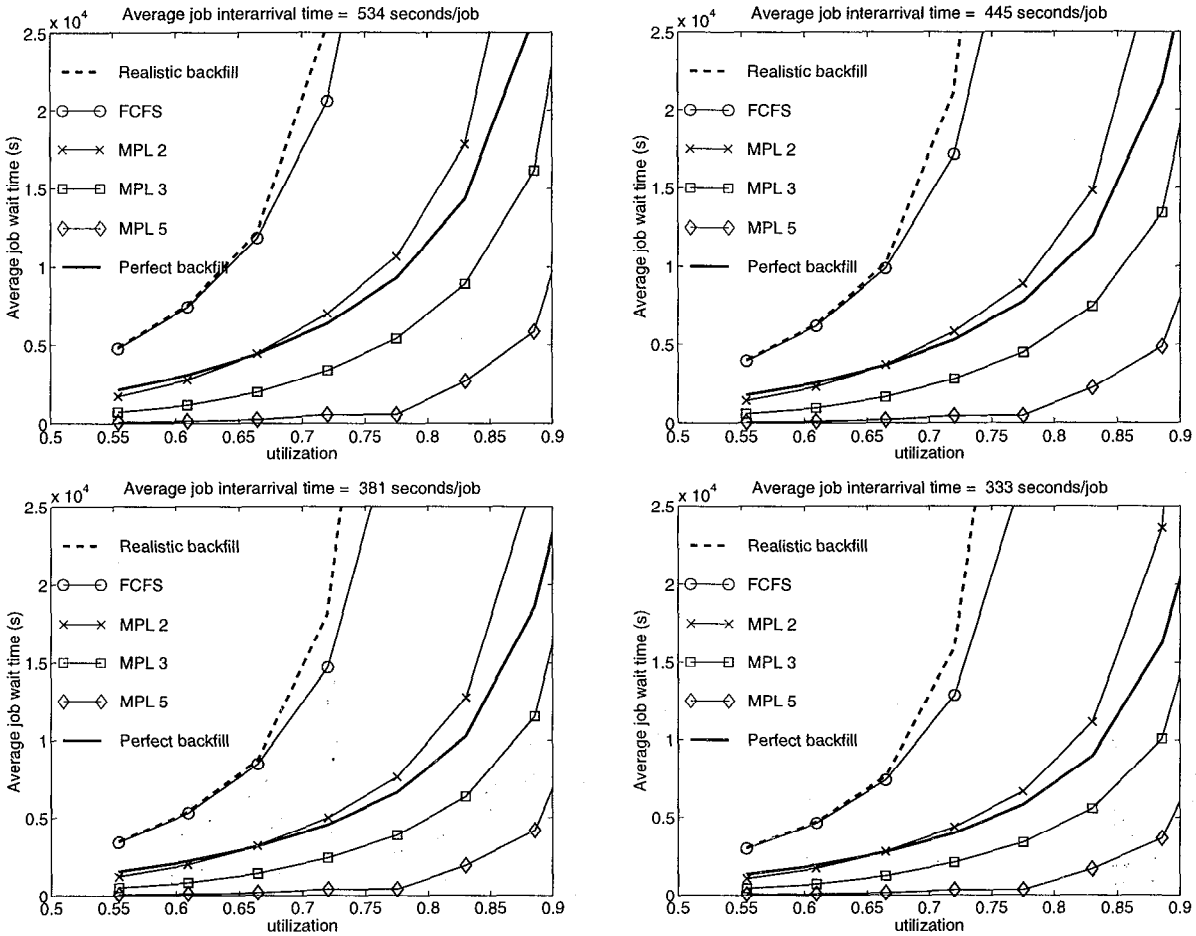 Average job interarrival time = 534 seconds/job
x 10^4
2.5
2
1.5
1
0.5
0
Average job wait time (s)
Realistic backfill
FCFS
MPL 2
MPL 3
MPL 5
Perfect backfill
0.5 0.55 0.6 0.65 0.7 0.75 0.8 0.85 0.9
utilization
Average job interarrival time = 445 seconds/job
x 10^4
2.5
2
1.5
1
0.5
0
Average job wait time (s)
Realistic backfill
FCFS
MPL 2
MPL 3
MPL 5
Perfect backfill
0.5 0.55 0.6 0.65 0.7 0.75 0.8 0.85 0.9
utilization
Average job interarrival time = 381 seconds/job
x 10^4
2.5
2
1.5
1
0.5
0
Average job wait time (s)
Realistic backfill
FCFS
MPL 2
MPL 3
MPL 5
Perfect backfill
0.5 0.55 0.6 0.65 0.7 0.75 0.8 0.85 0.9
utilization
Average job interarrival time = 333 seconds/job
x 10^4
2.5
2
1.5
1
0.5
0
Average job wait time (s)
Realistic backfill
FCFS
MPL 2
MPL 3
MPL 5
Perfect backfill
0.5 0.55 0.6 0.65 0.7 0.75 0.8 0.85 0.9
utilization